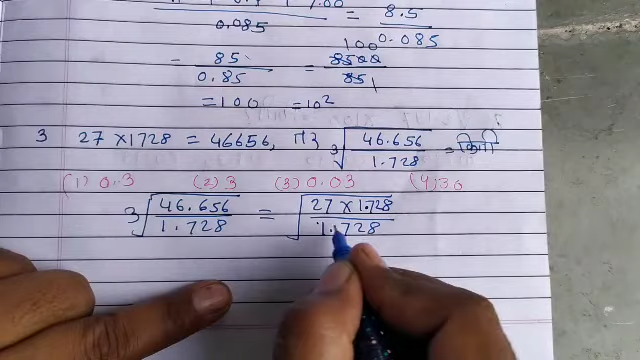 0.085 = 8.5
0.085
= 85 / 0.85 = 100 8500 / 85 1
= 100 = 10²
3 27 × 1728 = 46656, તો ³√(46.656 / 1.728) = કિતી
(1) 0.3 (2) 3 (3) 0.03 (4) 30
³√(46.656 / 1.728) = √(27 × 1.728 / 1.728)